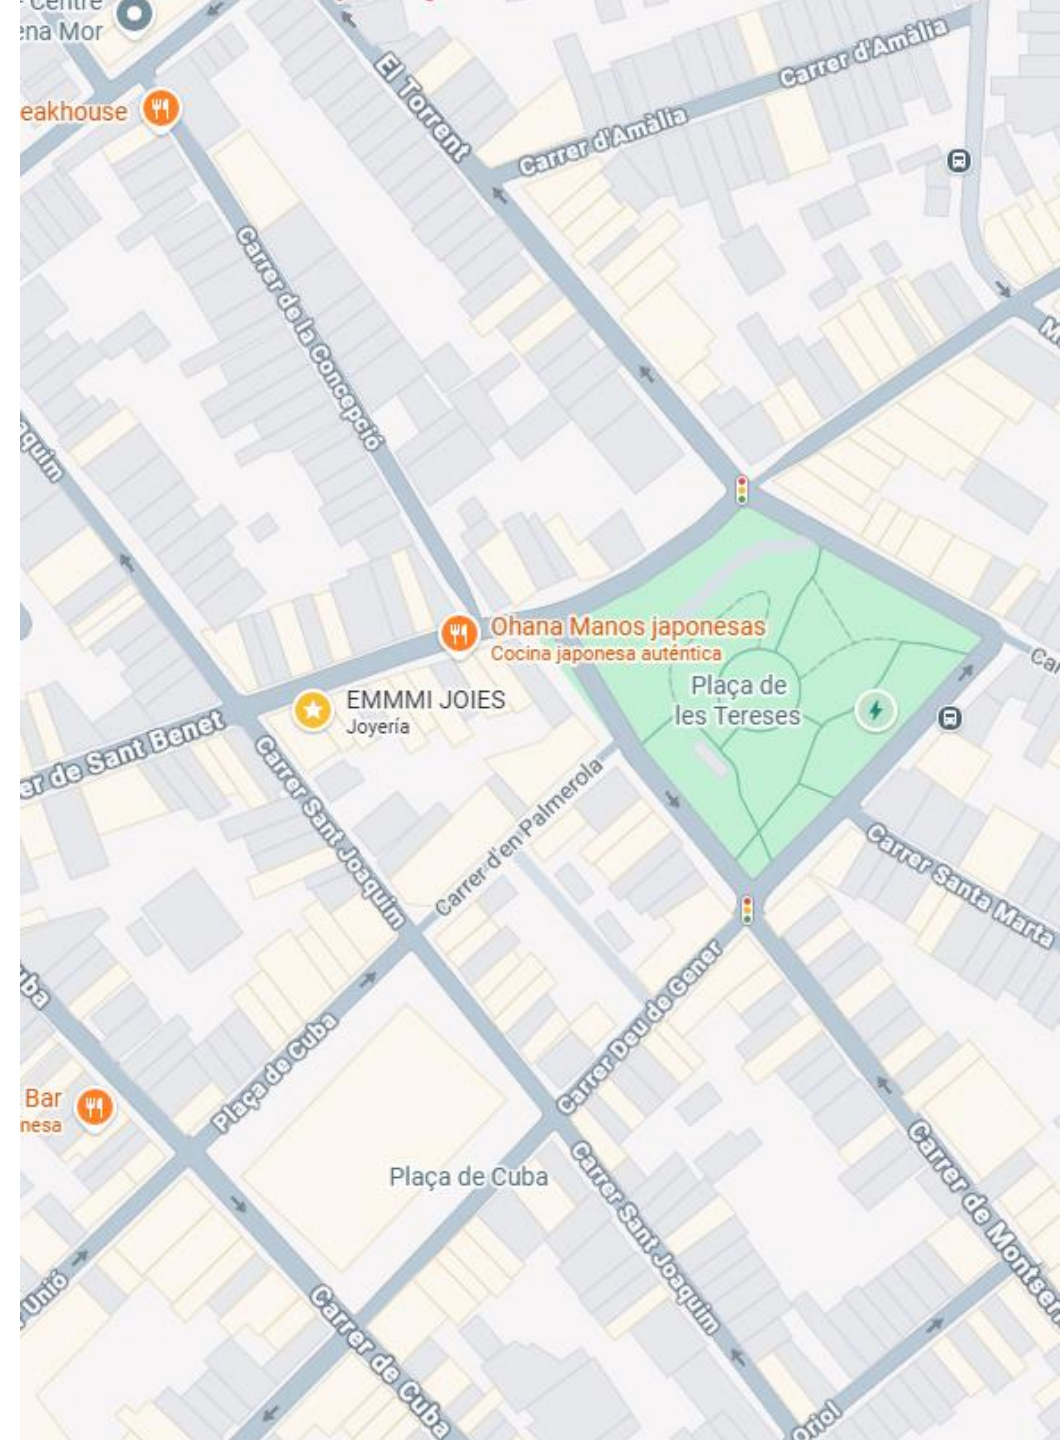 Centre
ena Mor
eakhouse
El Torrent
Carrer d'Amàlia
Carrer d'Amàlia
Carrer de la Concepció
aquim
Ohana Manos japonesas
Cocina japonesa auténtica
EMMMI JOIES
Joyería
Plaça de
les Tereses
er de Sant Benet
Carrer Sant Joaquim
Carrer d'en Palmerola
Carrer Santa Marta
Carrer Deu de Gener
uba
Plaça de Cuba
Bar
nesa
Plaça de Cuba
Carrer Sant Joaquim
Carrer de Montser
Unió
Carrer de Cuba
Oriol